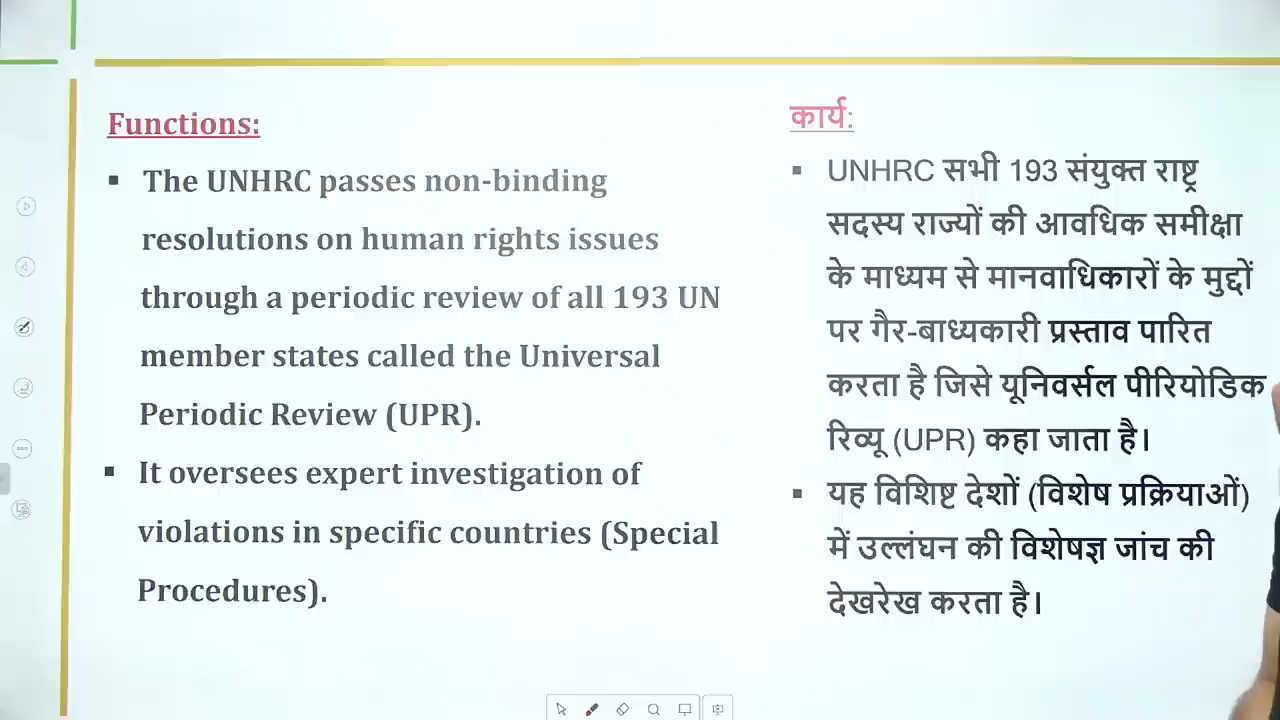 Functions:
▪ The UNHRC passes non-binding
resolutions on human rights issues
through a periodic review of all 193 UN
member states called the Universal
Periodic Review (UPR).
▪ It oversees expert investigation of
violations in specific countries (Special
Procedures).
कार्य:
▪ UNHRC सभी 193 संयुक्त राष्ट्र
सदस्य राज्यों की आवधिक समीक्षा
के माध्यम से मानवाधिकारों के मुद्दों
पर गैर-बाध्यकारी प्रस्ताव पारित
करता है जिसे यूनिवर्सल पीरियोडिक
रिव्यू (UPR) कहा जाता है।
▪ यह विशिष्ट देशों (विशेष प्रक्रियाओं)
में उल्लंघन की विशेषज्ञ जांच की
देखरेख करता है।